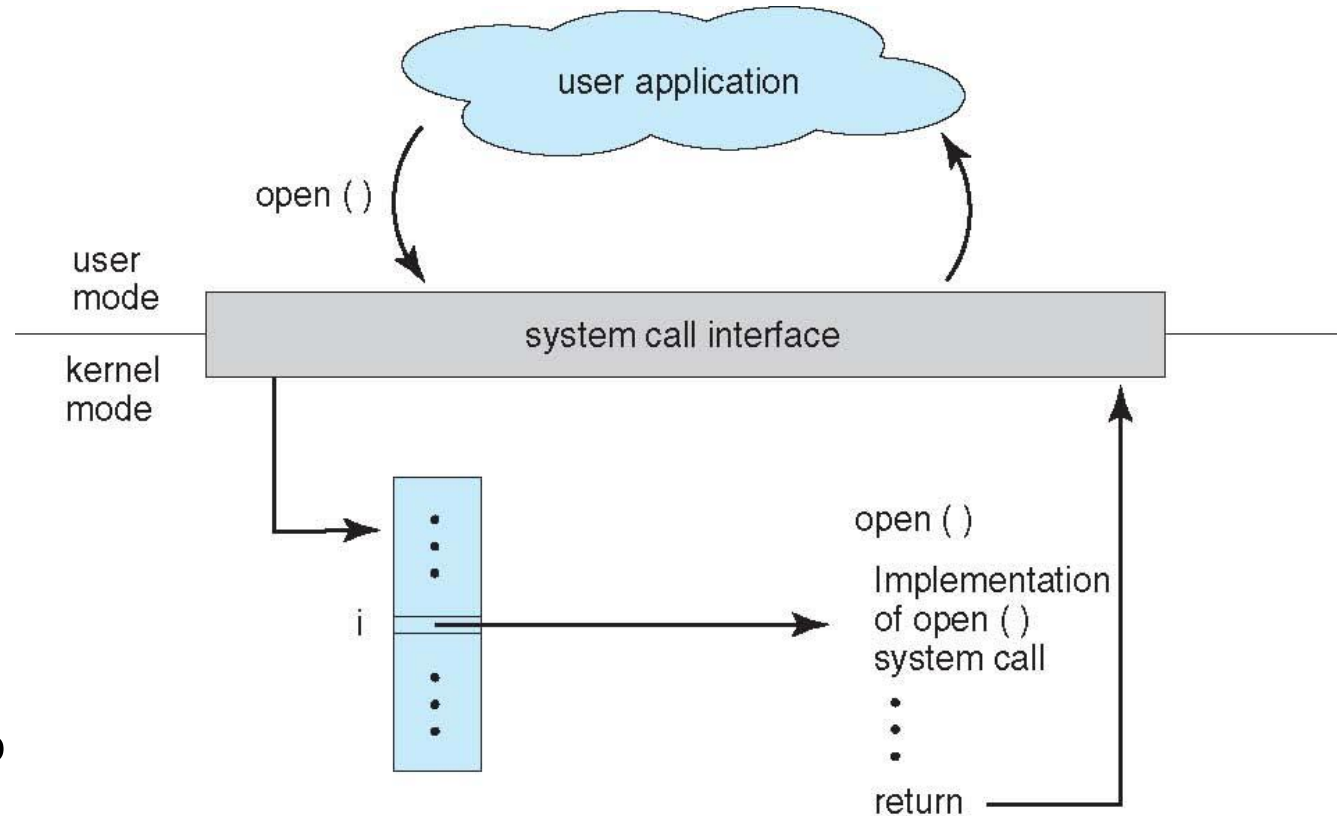 user application
open ( )
user
mode
system call interface
kernel
mode
open ( )
Implementation
of open ( )
system call
i
return